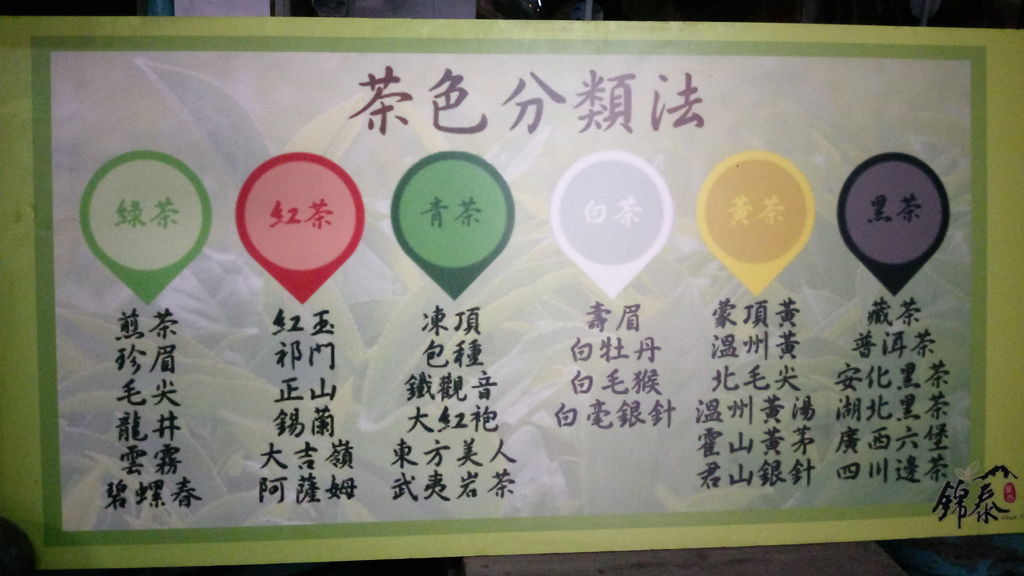 茶色分類法
綠茶
煎茶
珍眉
毛尖
龍井
雲霧
碧螺春
紅茶
紅玉
祁門
正山
錫蘭
大吉嶺
阿薩姆
青茶
凍頂
包種
鐵觀音
大紅袍
東方美人
武夷岩茶
白茶
壽眉
白牡丹
白毛猴
白毫銀針
黃茶
蒙頂黃
溫州黃
北毛尖
溫州黃湯
霍山黃茅
君山銀針
黑茶
藏茶
普洱茶
安化黑茶
湖北黑茶
廣西六堡
四川邊茶
錦泰